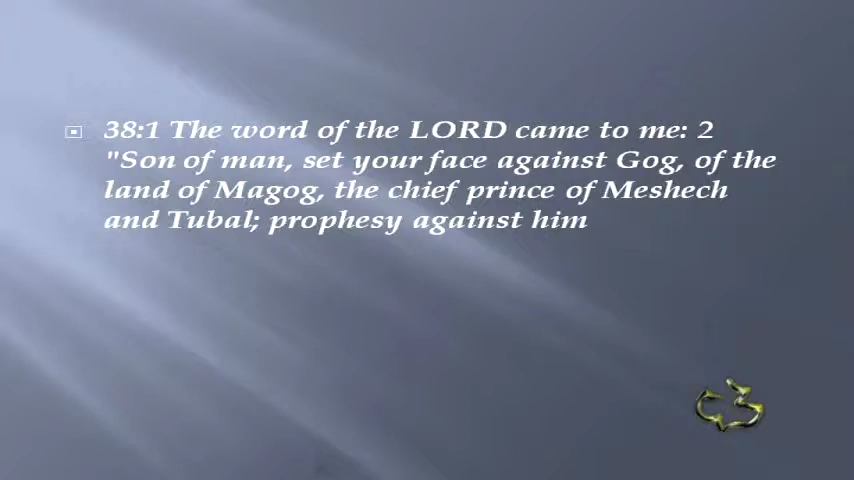 38:1 The word of the LORD came to me: 2
"Son of man, set your face against Gog, of the
land of Magog, the chief prince of Meshech
and Tubal; prophesy against him
C3